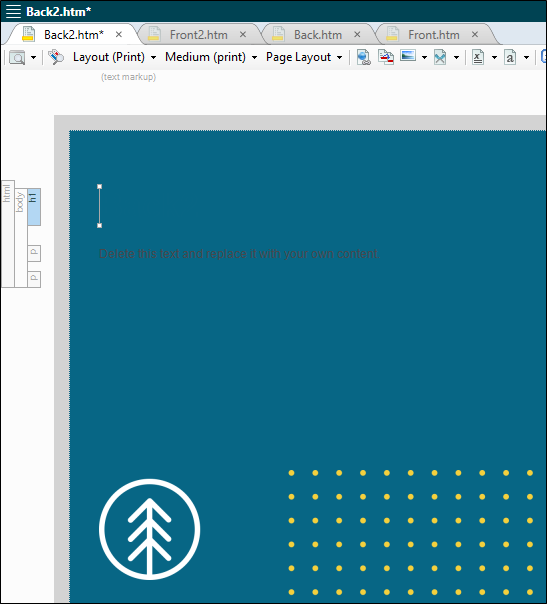 Back2.htm*
Back2.htm* Front2.htm Back.htm Front.htm
Layout (Print) Medium (print) Page Layout
(text markup)
html
body
h1
Delete this text and replace it with your own content.
p
p